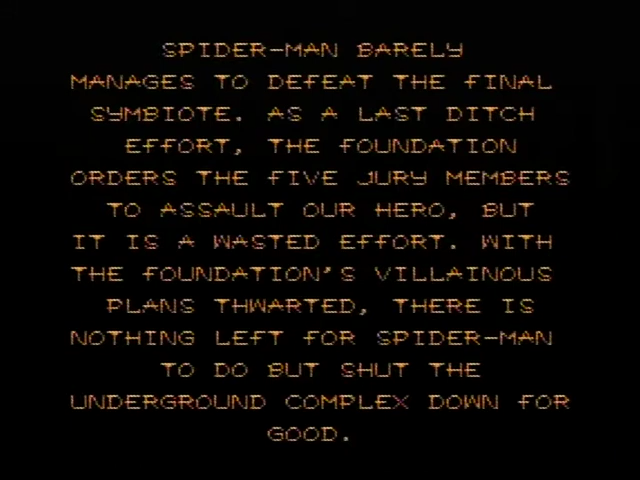 SPIDER-MAN BARELY
MANAGES TO DEFEAT THE FINAL
SYMBIOTE. AS A LAST DITCH
EFFORT, THE FOUNDATION
ORDERS THE FIVE JURY MEMBERS
TO ASSAULT OUR HERO, BUT
IT IS A WASTED EFFORT. WITH
THE FOUNDATION'S VILLAINOUS
PLANS THWARTED, THERE IS
NOTHING LEFT FOR SPIDER-MAN
TO DO BUT SHUT THE
UNDERGROUND COMPLEX DOWN FOR
GOOD.